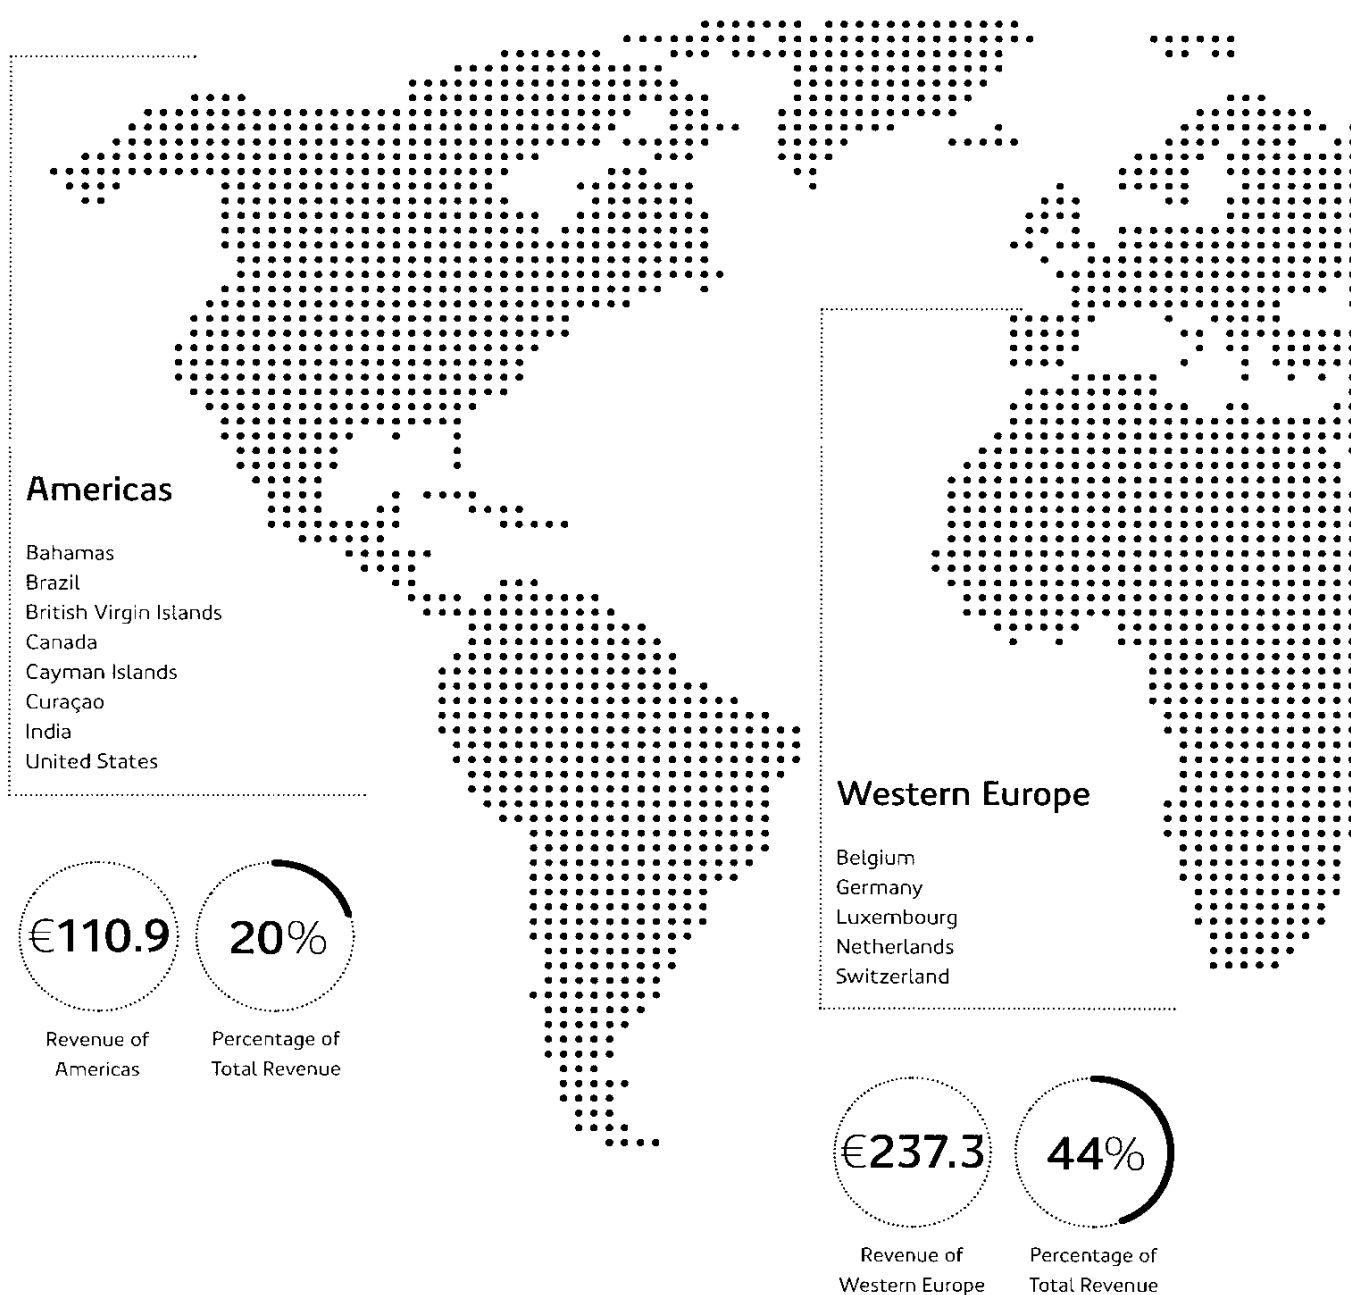 Americas
Bahamas
Brazil
British Virgin Islands
Canada
Cayman Islands
Curaçao
India
United States
€110.9
20%
Revenue of
Americas
Percentage of
Total Revenue
Western Europe
Belgium
Germany
Luxembourg
Netherlands
Switzerland
€237.3
44%
Revenue of
Western Europe
Percentage of
Total Revenue